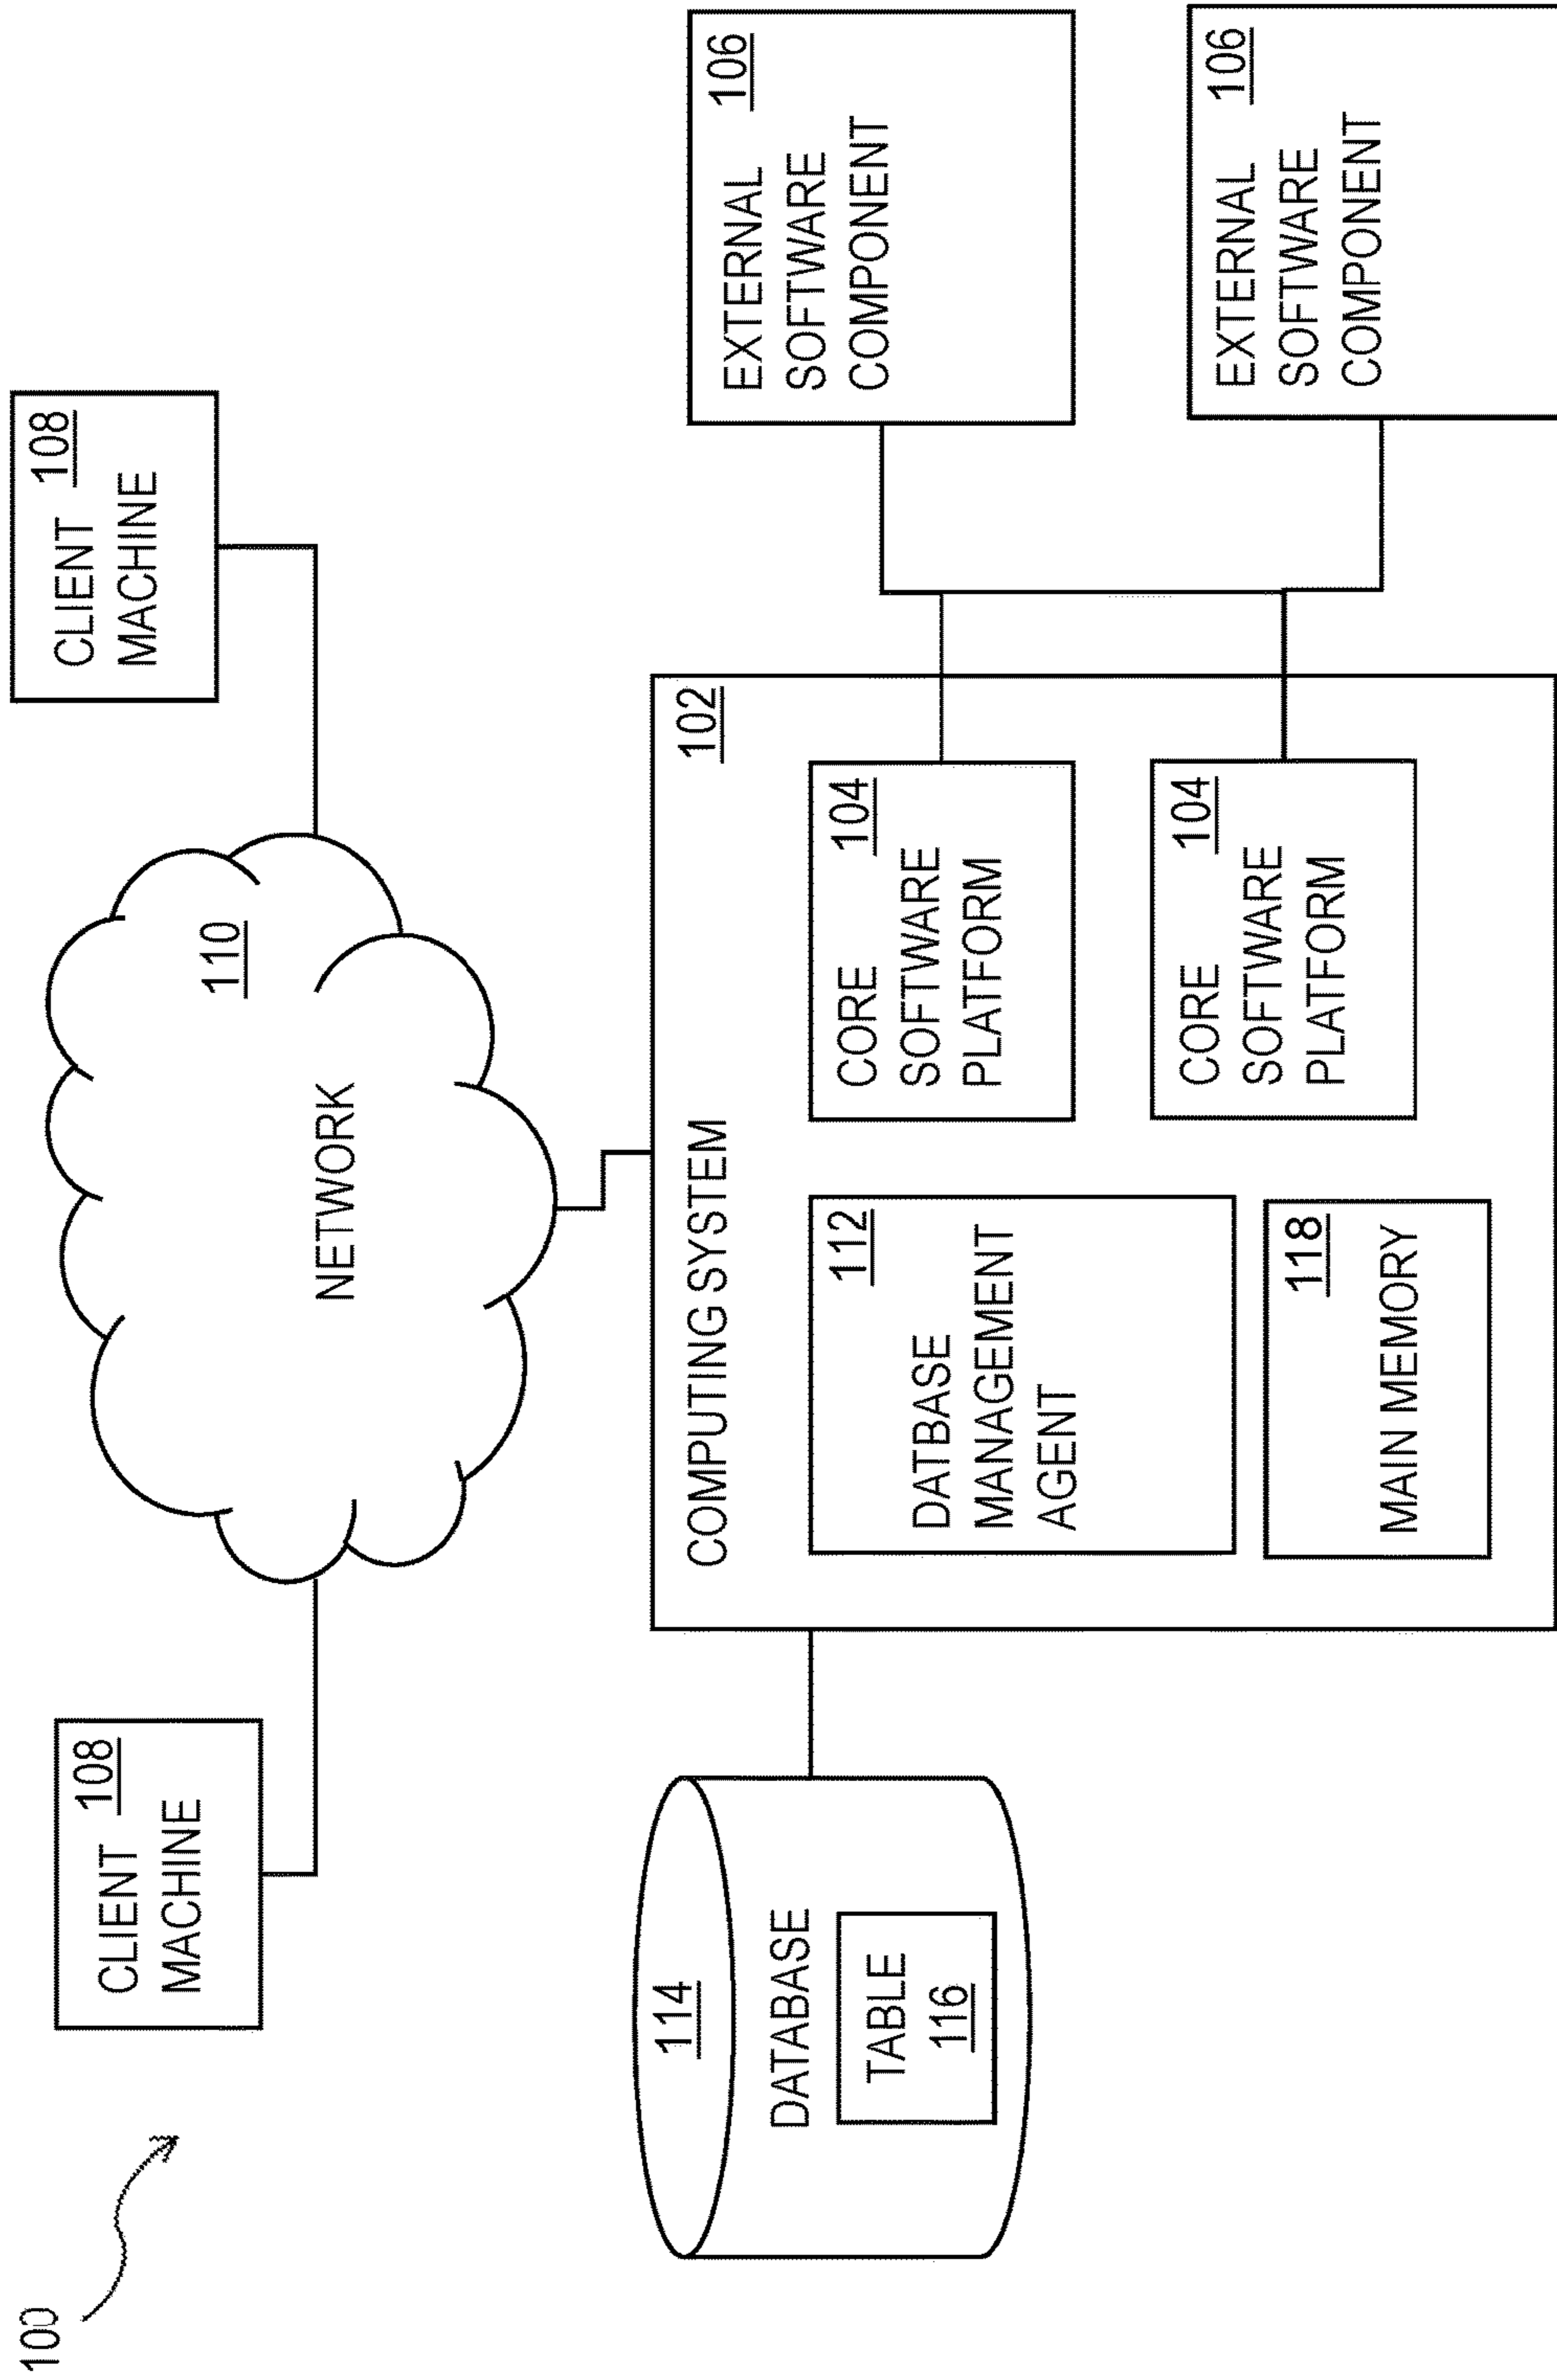 100
CLIENT 108
MACHINE
CLIENT 108
MACHINE
110
NETWORK
114
DATABASE
TABLE
116
COMPUTING SYSTEM 102
112
DATBASE
MANAGEMENT
AGENT
118
MAIN MEMORY
CORE 104
SOFTWARE
PLATFORM
CORE 104
SOFTWARE
PLATFORM
EXTERNAL 106
SOFTWARE
COMPONENT
EXTERNAL 106
SOFTWARE
COMPONENT